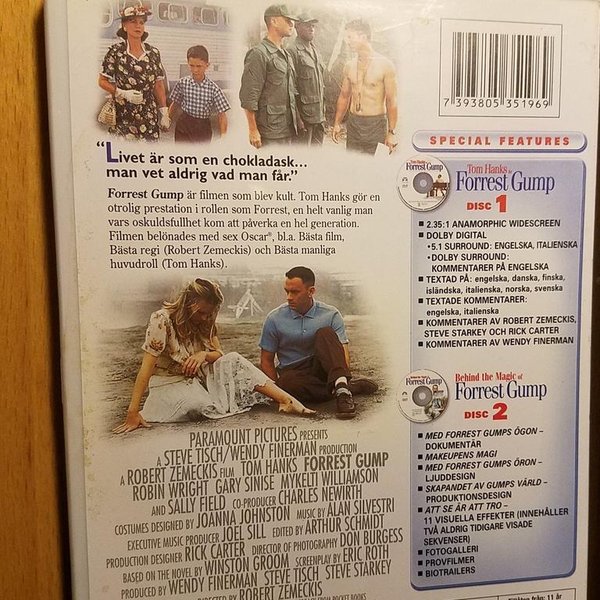 7 393805 351969
SPECIAL FEATURES
"Livet är som en chokladask...
man vet aldrig vad man får."
Forrest Gump är filmen som blev kult. Tom Hanks gör en
otrolig prestation i rollen som Forrest, en helt vanlig man
vars oskuldsfullhet kom att påverka en hel generation.
Filmen belönades med sex Oscar®, bl.a. Bästa film,
Bästa regi (Robert Zemeckis) och Bästa manliga
huvudroll (Tom Hanks).
PARAMOUNT PICTURES PRESENTS
A STEVE TISCH/WENDY FINERMAN PRODUCTION
A ROBERT ZEMECKIS FILM TOM HANKS FORREST GUMP
ROBIN WRIGHT GARY SINISE MYKELTI WILLIAMSON
AND SALLY FIELD CO-PRODUCER CHARLES NEWIRTH
COSTUMES DESIGNED BY JOANNA JOHNSTON MUSIC BY ALAN SILVESTRI
EXECUTIVE MUSIC PRODUCER JOEL SILL EDITED BY ARTHUR SCHMIDT
PRODUCTION DESIGNER RICK CARTER DIRECTOR OF PHOTOGRAPHY DON BURGESS
BASED ON THE NOVEL BY WINSTON GROOM SCREENPLAY BY ERIC ROTH
PRODUCED BY WENDY FINERMAN STEVE TISCH STEVE STARKEY
DIRECTED BY ROBERT ZEMECKIS
FROM POCKET BOOKS
Tom Hanks is
Forrest Gump
DISC 1
2.35:1 ANAMORPHIC WIDESCREEN
DOLBY DIGITAL
•5.1 SURROUND: ENGELSKA, ITALIENSKA
•DOLBY SURROUND:
KOMMENTARER PÅ ENGELSKA
TEXTAD PÅ: engelska, danska, finska,
isländska, italienska, norska, svenska
TEXTADE KOMMENTARER:
engelska, italienska
KOMMENTARER AV ROBERT ZEMECKIS,
STEVE STARKEY OCH RICK CARTER
KOMMENTARER AV WENDY FINERMAN
Behind the Magic of
Forrest Gump
DISC 2
MED FORREST GUMPS ÖGON –
DOKUMENTÄR
MAKEUPENS MAGI
MED FORREST GUMPS ÖRON –
LJUDDESIGN
SKAPANDET AV GUMPS VÄRLD –
PRODUKTIONSDESIGN
ATT SE ÄR ATT TRO –
11 VISUELLA EFFEKTER (INNEHÅLLER
TVÅ ALDRIG TIDIGARE VISADE
SEKVENSER)
FOTOGALLERI
PROVFILMER
BIOTRAILERS
från: 11 år